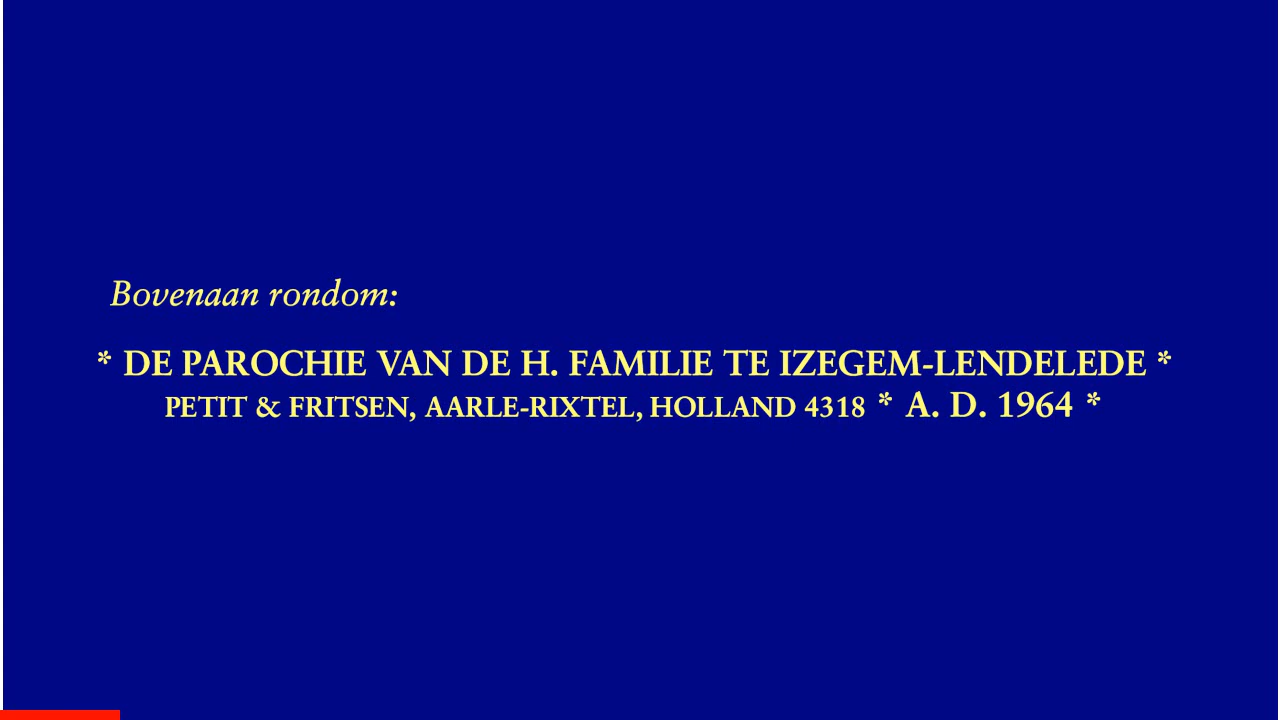 Bovenaan rondom:
* DE PAROCHIE VAN DE H. FAMILIE TE IZEGEM-LENDELEDE *
PETIT & FRITSEN, AARLE-RIXTEL, HOLLAND 4318 * A. D. 1964 *